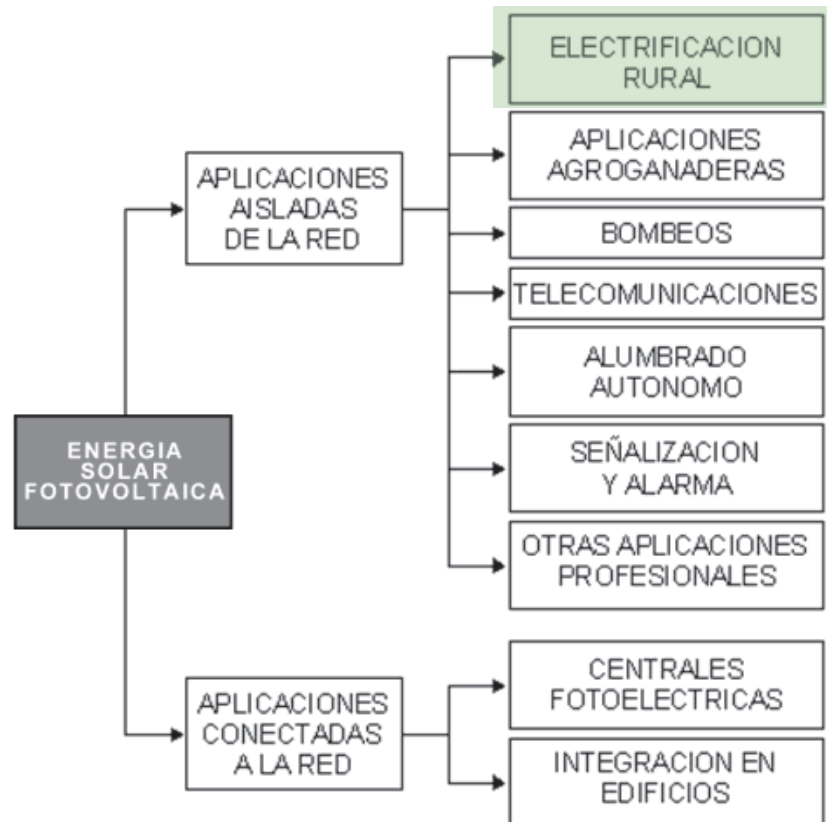 ELECTRIFICACION
RURAL
APLICACIONES
AGROGANADERAS
APLICACIONES
AISLADAS
DE LA RED
BOMBEOS
TELECOMUNICACIONES
ALUMBRADO
AUTONOMO
ENERGIA
SOLAR
FOTOVOLTAICA
SEÑALIZACION
Y ALARMA
OTRAS APLICACIONES
PROFESIONALES
APLICACIONES
CONECTADAS
A LA RED
CENTRALES
FOTOELECTRICAS
INTEGRACION EN
EDIFICIOS